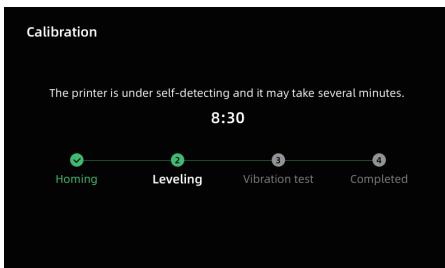 Calibration
The printer is under self-detecting and it may take several minutes.
8:30
2 3 4
Homing Leveling Vibration test Completed